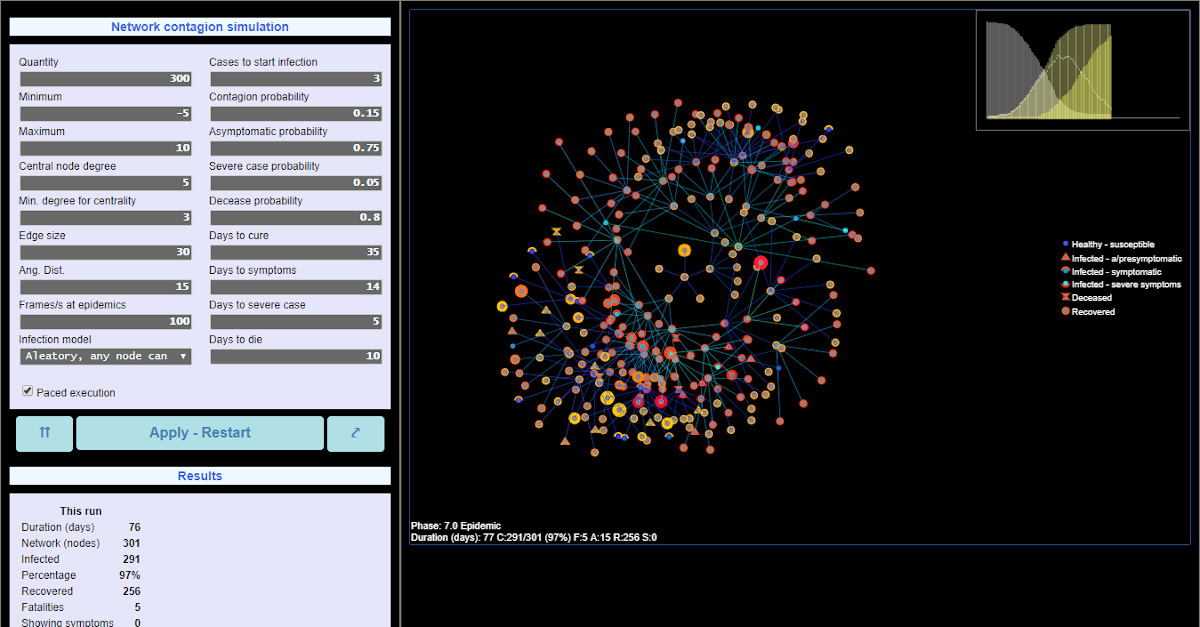 Network contagion simulation
Quantity
300
Cases to start infection
3
Minimum
-5
Contagion probability
0.15
Maximum
10
Asymptomatic probability
0.75
Central node degree
5
Severe case probability
0.05
Min. degree for centrality
3
Decease probability
0.8
Edge size
30
Days to cure
35
Ang. Dist.
15
Days to symptoms
14
Frames/s at epidemics
100
Days to severe case
5
Infection model
Aleatory, any node can
Days to die
10
Paced execution
Apply - Restart
Results
This run
Duration (days) 76
Network (nodes) 301
Infected 291
Percentage 97%
Recovered 256
Fatalities 5
Showing symptoms 0
Healthy - susceptible
Infected - a/presymptomatic
Infected - symptomatic
Infected - severe symptoms
Deceased
Recovered
Phase: 7.0 Epidemic
Duration (days): 77 C:291/301 (97%) F:5 A:15 R:256 S:0